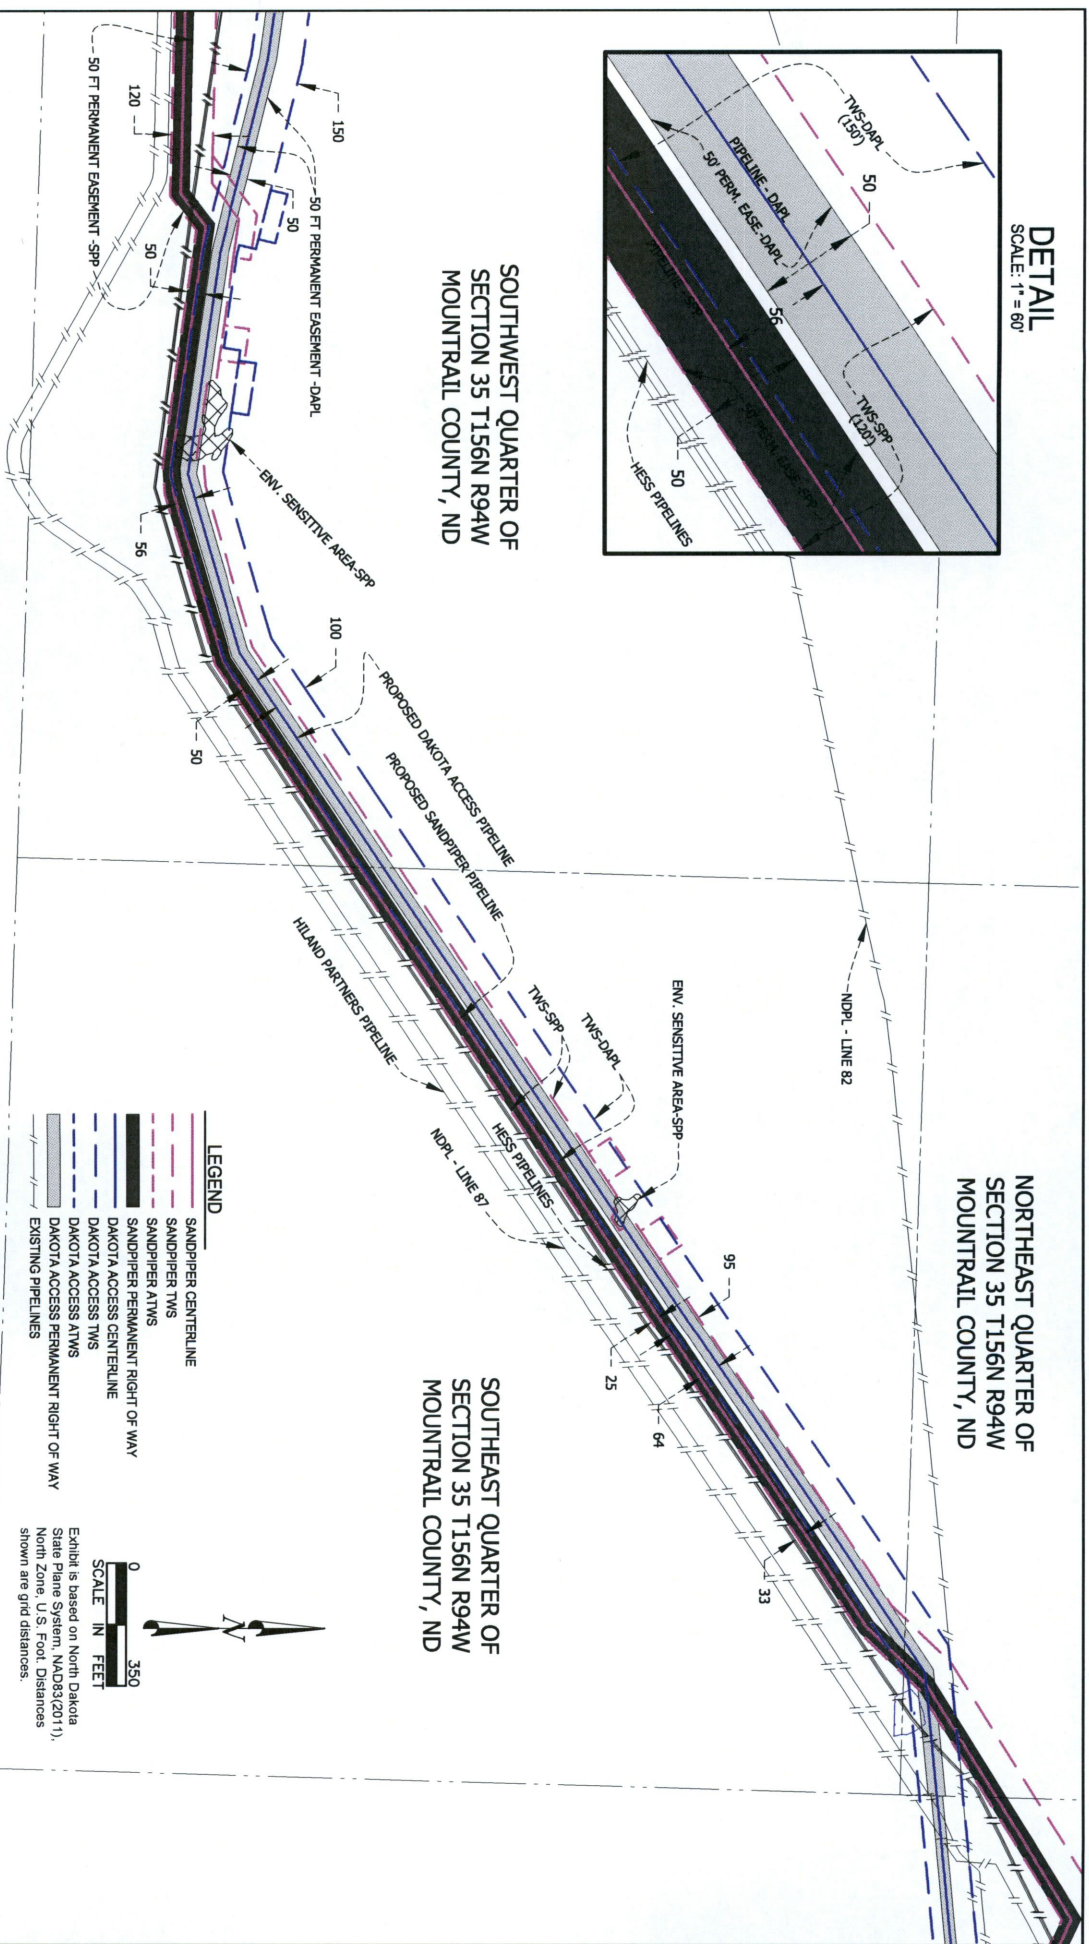 DETAIL
SCALE: 1" = 60'
TWS-DAPL
(150')
50
PIPELINE - DAPL
50' PERM. EASE.-DAPL
56
TWS-SPP
(120')
PIPELINE - SPP
50' PERM. EASE.-SPP
50
HESS PIPELINES
NORTHEAST QUARTER OF
SECTION 35 T156N R94W
MOUNTRAIL COUNTY, ND
NDPL - LINE 82
SOUTHWEST QUARTER OF
SECTION 35 T156N R94W
MOUNTRAIL COUNTY, ND
150
50 FT PERMANENT EASEMENT -DAPL
50
120
50 FT PERMANENT EASEMENT -SPP
50
ENV. SENSITIVE AREA-SPP
56
100
50
PROPOSED DAKOTA ACCESS PIPELINE
PROPOSED SANDPIPER PIPELINE
HILAND PARTNERS PIPELINE
ENV. SENSITIVE AREA-SPP
TWS-DAPL
TWS-SPP
HESS PIPELINES
NDPL - LINE 87
95
25
64
33
SOUTHEAST QUARTER OF
SECTION 35 T156N R94W
MOUNTRAIL COUNTY, ND
LEGEND
SANDPIPER CENTERLINE
SANDPIPER TWS
SANDPIPER ATWS
SANDPIPER PERMANENT RIGHT OF WAY
DAKOTA ACCESS CENTERLINE
DAKOTA ACCESS TWS
DAKOTA ACCESS ATWS
DAKOTA ACCESS PERMANENT RIGHT OF WAY
EXISTING PIPELINES
N
0 350
SCALE IN FEET
Exhibit is based on North Dakota
State Plane System, NAD83(2011),
North Zone, U.S. Foot. Distances
shown are grid distances.